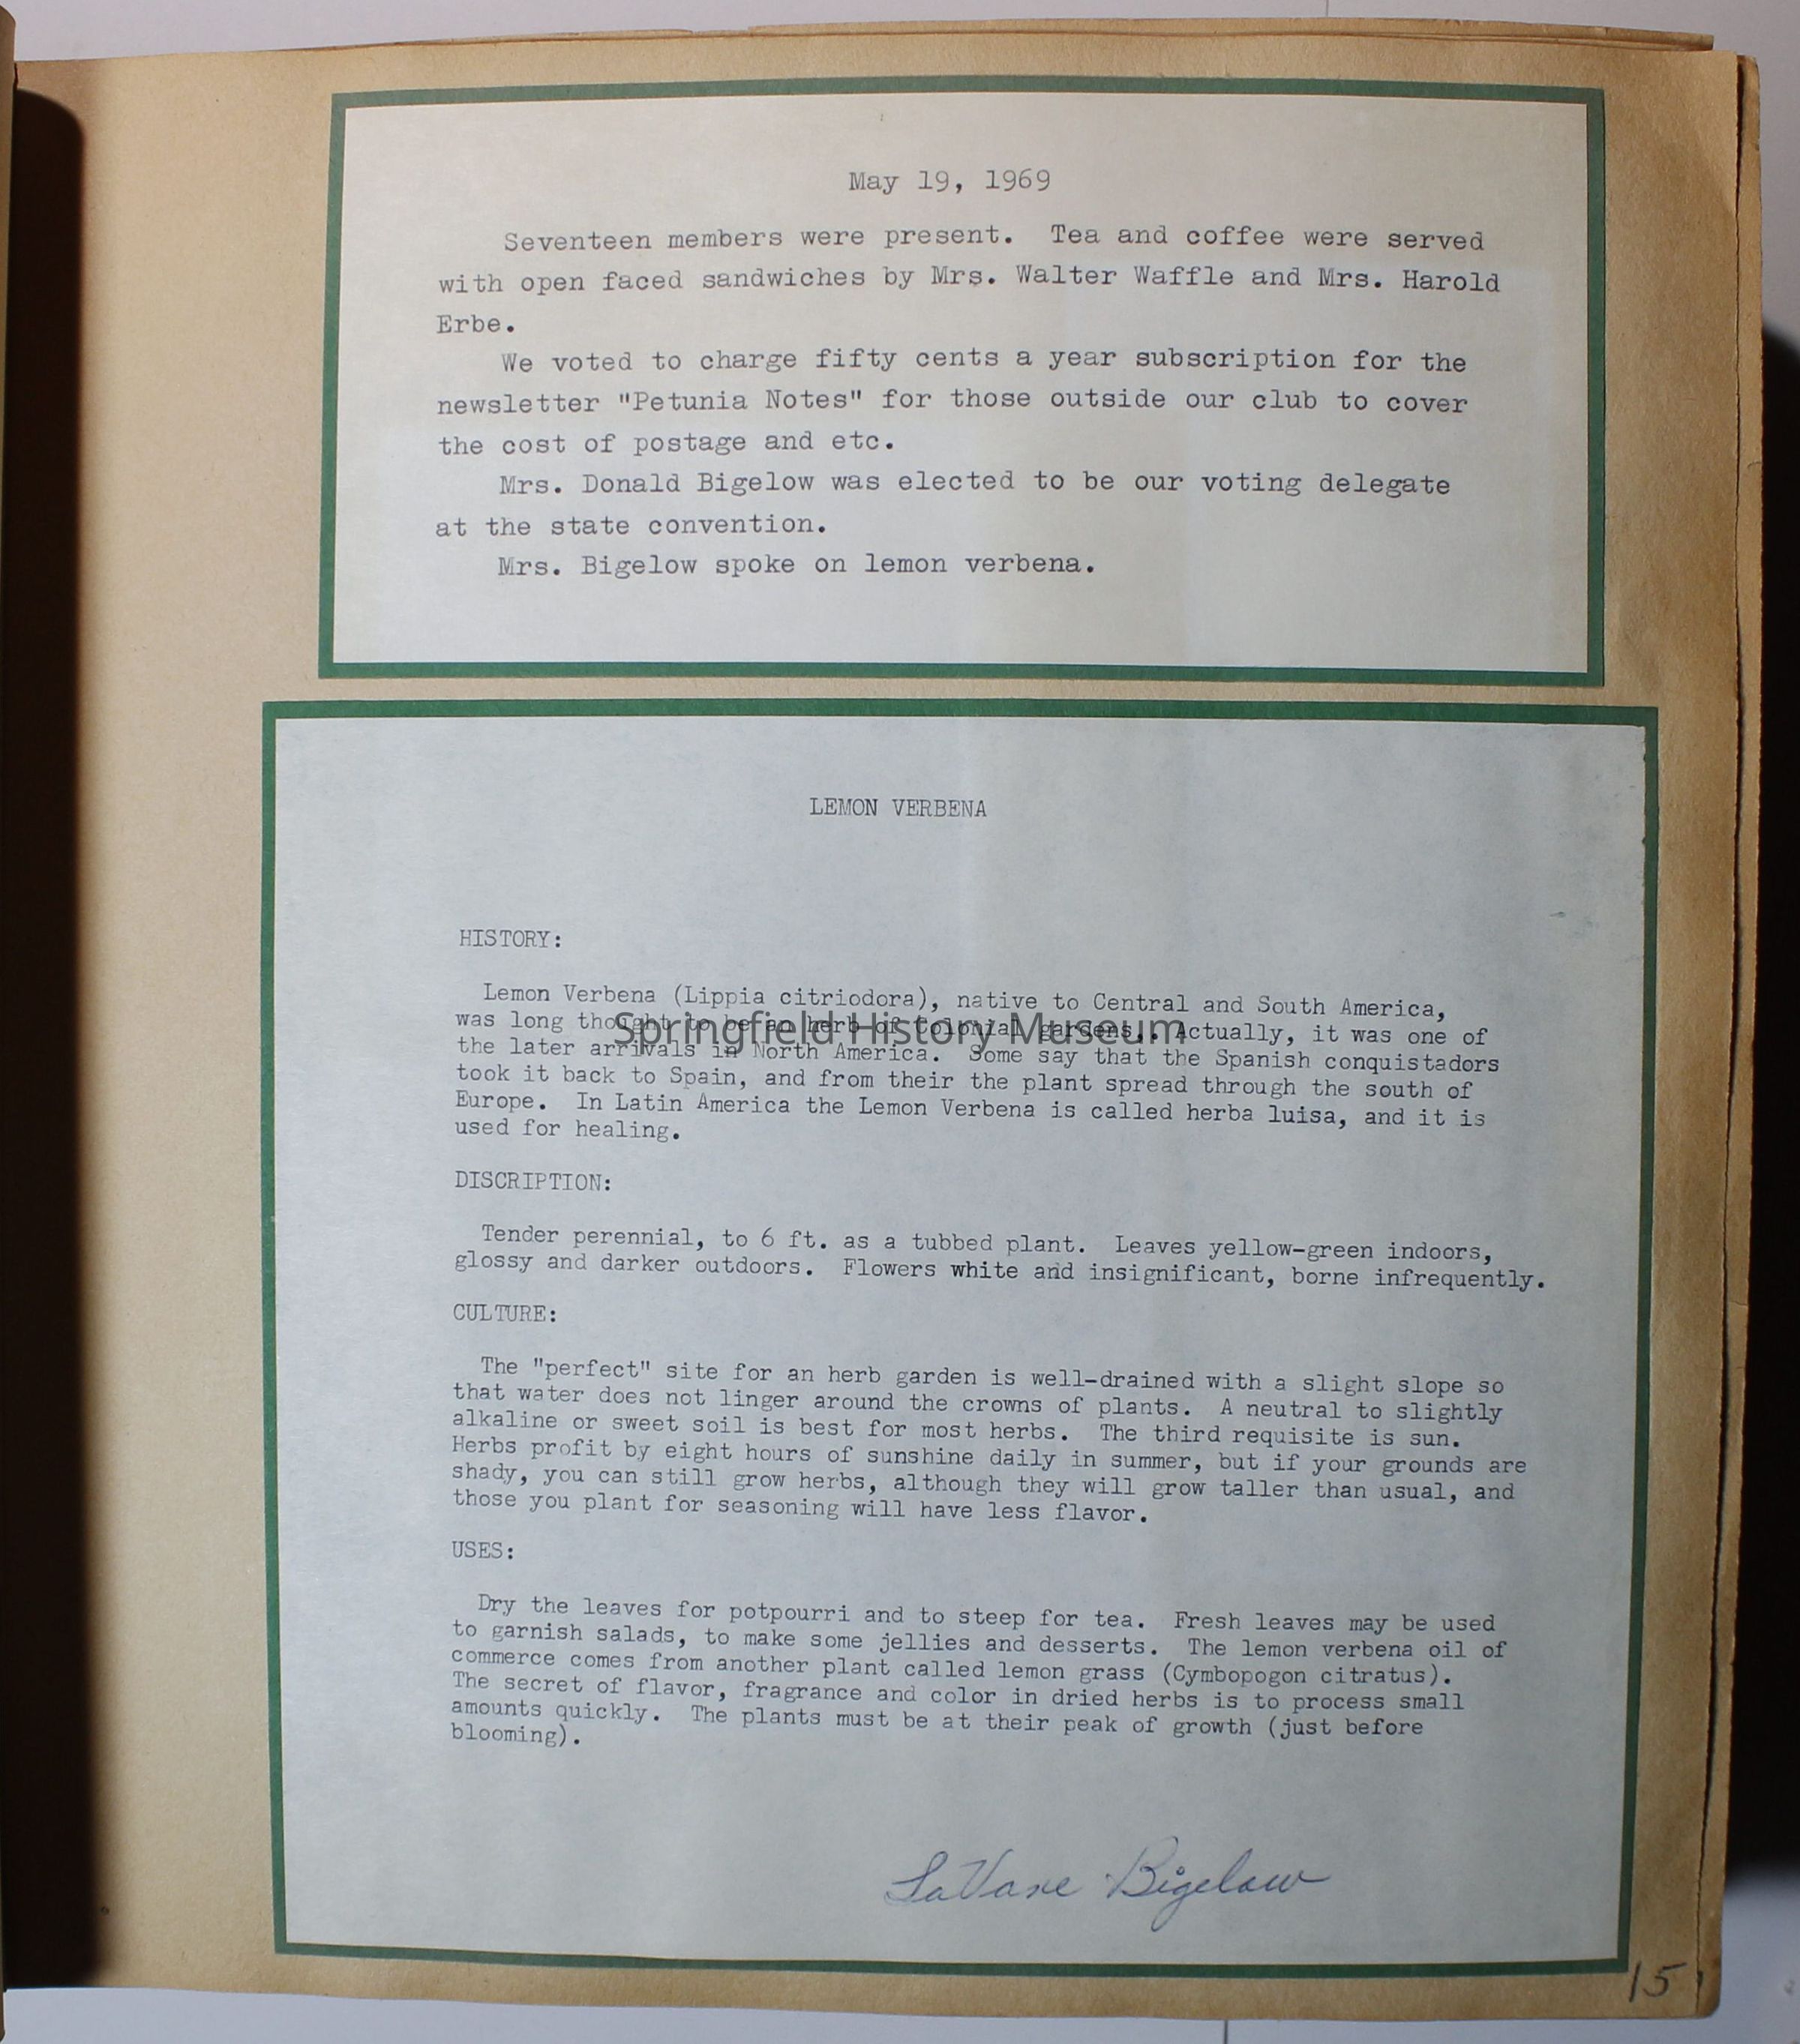 May 19, 1969
Seventeen members were present. Tea and coffee were served
with open faced sandwiches by Mrs. Walter Waffle and Mrs. Harold
Erbe.
We voted to charge fifty cents a year subscription for the
newsletter "Petunia Notes" for those outside our club to cover
the cost of postage and etc.
Mrs. Donald Bigelow was elected to be our voting delegate
at the state convention.
Mrs. Bigelow spoke on lemon verbena.
LEMON VERBENA
HISTORY:
Lemon Verbena (Lippia citriodora), native to Central and South America,
was long thought to be an herb of Colonial gardens. Actually, it was one of
Springfield History Museum
the later arrivals in North America. Some say that the Spanish conquistadors
took it back to Spain, and from their the plant spread through the south of
Europe. In Latin America the Lemon Verbena is called herba luisa, and it is
used for healing.
DISCRIPTION:
Tender perennial, to 6 ft. as a tubbed plant. Leaves yellow-green indoors,
glossy and darker outdoors. Flowers white and insignificant, borne infrequently.
CULTURE:
The "perfect" site for an herb garden is well-drained with a slight slope so
that water does not linger around the crowns of plants. A neutral to slightly
alkaline or sweet soil is best for most herbs. The third requisite is sun.
Herbs profit by eight hours of sunshine daily in summer, but if your grounds are
shady, you can still grow herbs, although they will grow taller than usual, and
those you plant for seasoning will have less flavor.
USES:
Dry the leaves for potpourri and to steep for tea. Fresh leaves may be used
to garnish salads, to make some jellies and desserts. The lemon verbena oil of
commerce comes from another plant called lemon grass (Cymbopogon citratus).
The secret of flavor, fragrance and color in dried herbs is to process small
amounts quickly. The plants must be at their peak of growth (just before
blooming).
LaVane Bigelow
15